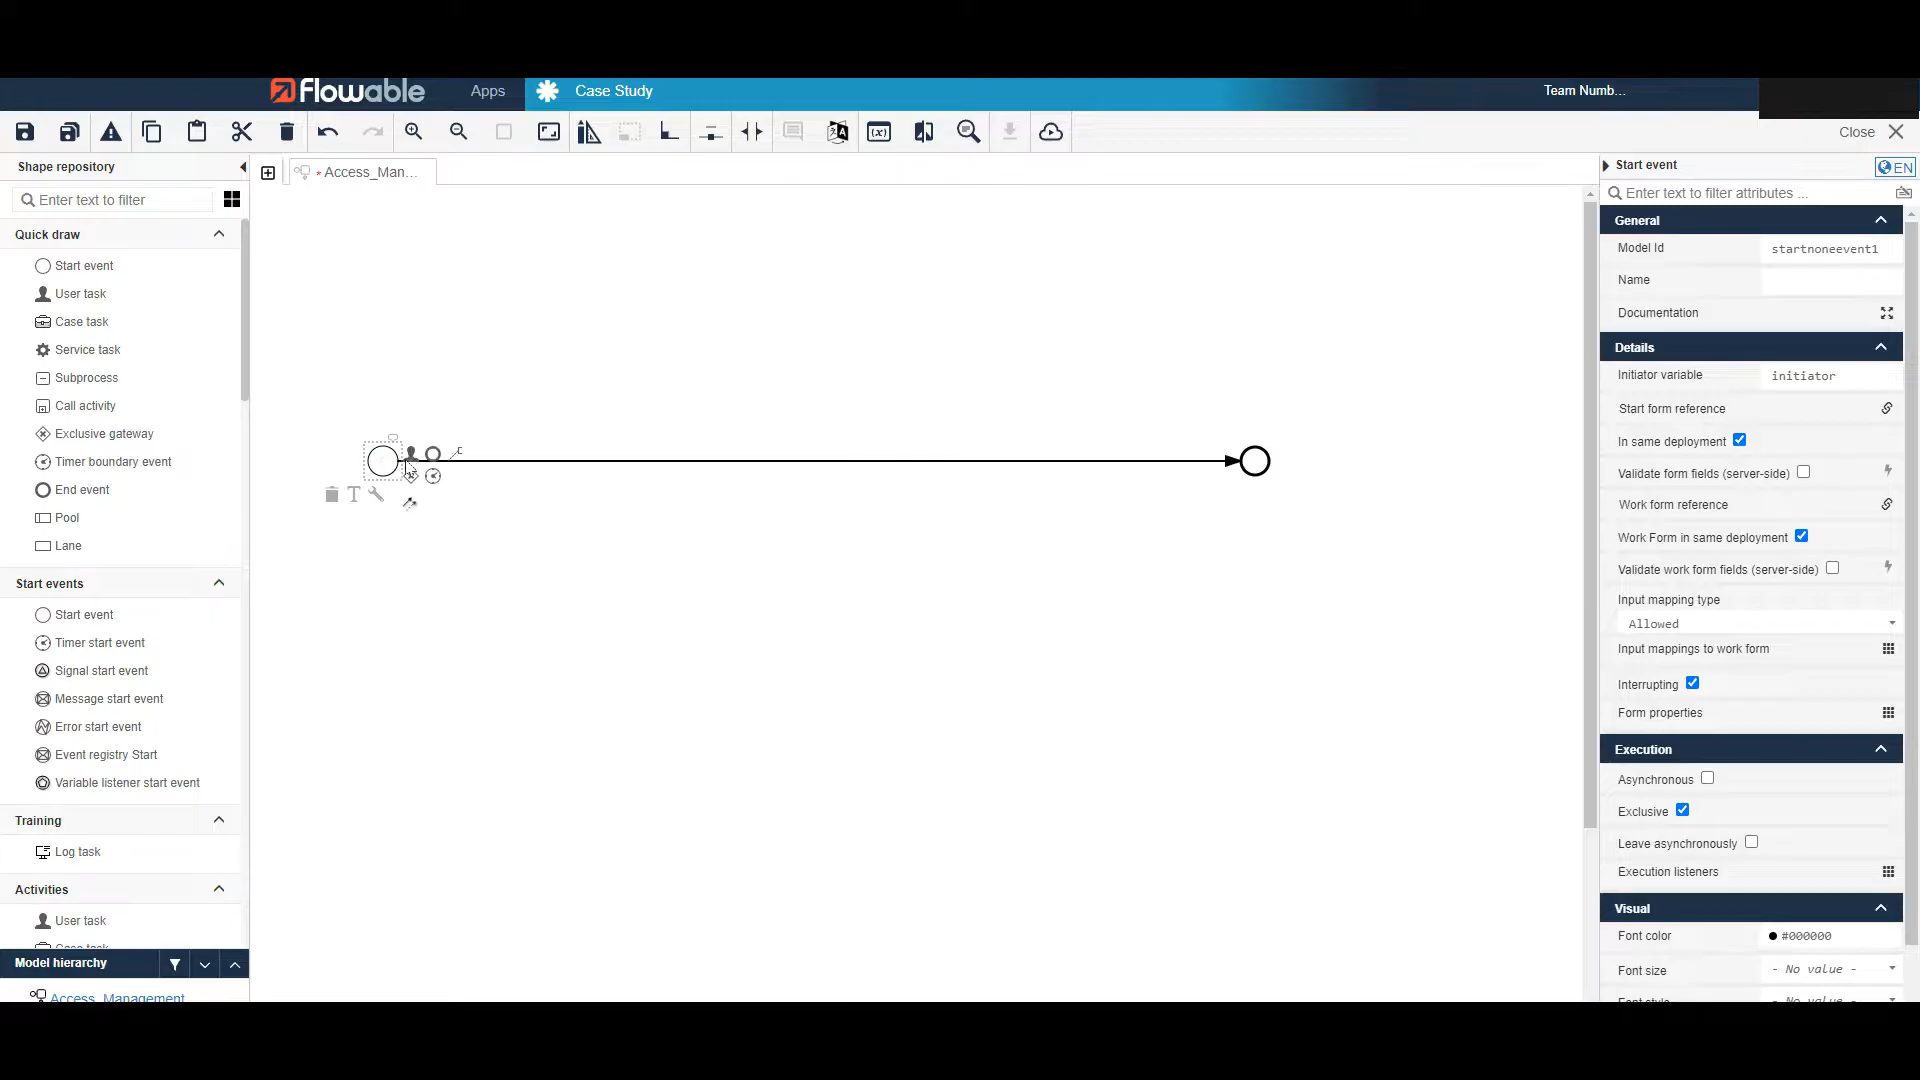 flowable Apps Case Study Team Numb...
Close
Shape repository
* Access_Man...
Start event
EN
Enter text to filter
Enter text to filter attributes ...
Quick draw
Start event
User task
Case task
Service task
Subprocess
Call activity
Exclusive gateway
Timer boundary event
End event
Pool
Lane
Start events
Start event
Timer start event
Signal start event
Message start event
Error start event
Event registry Start
Variable listener start event
Training
Log task
Activities
User task
Case task
Model hierarchy
Access_Management
General
Model Id startnoneevent1
Name
Documentation
Details
Initiator variable initiator
Start form reference
In same deployment
Validate form fields (server-side)
Work form reference
Work Form in same deployment
Validate work form fields (server-side)
Input mapping type
Allowed
Input mappings to work form
Interrupting
Form properties
Execution
Asynchronous
Exclusive
Leave asynchronously
Execution listeners
Visual
Font color #000000
Font size - No value -
Font style - No value -